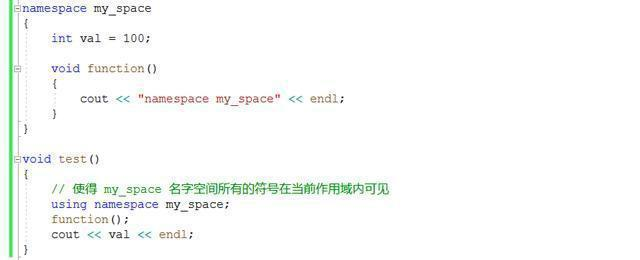 namespace my_space
{
    int val = 100;

    void function()
    {
        cout << "namespace my_space" << endl;
    }
}

void test()
{
    // 使得 my_space 名字空间所有的符号在当前作用域内可见
    using namespace my_space;
    function();
    cout << val << endl;
}